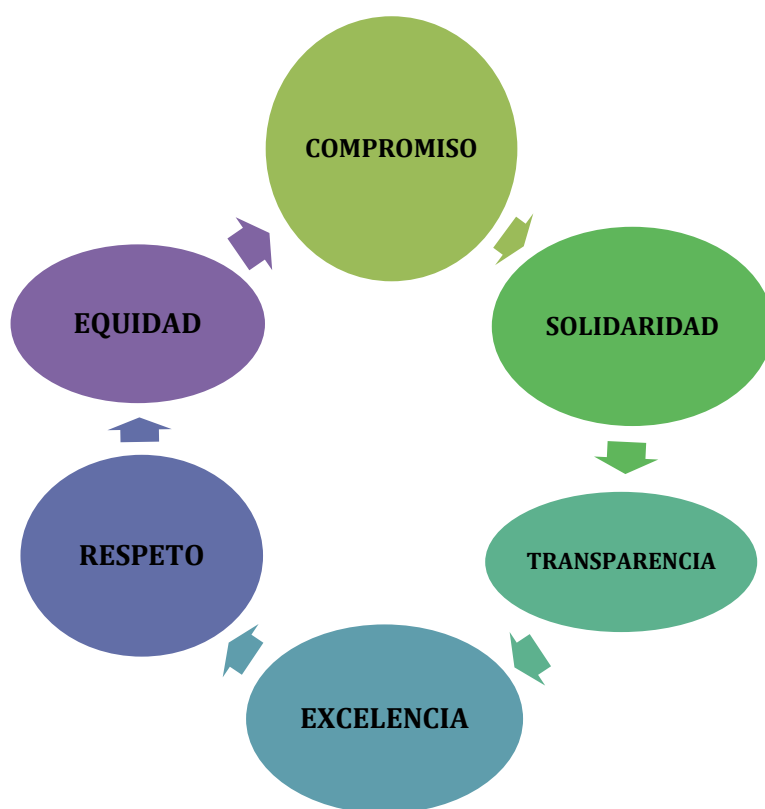 COMPROMISO
SOLIDARIDAD
TRANSPARENCIA
EXCELENCIA
RESPETO
EQUIDAD